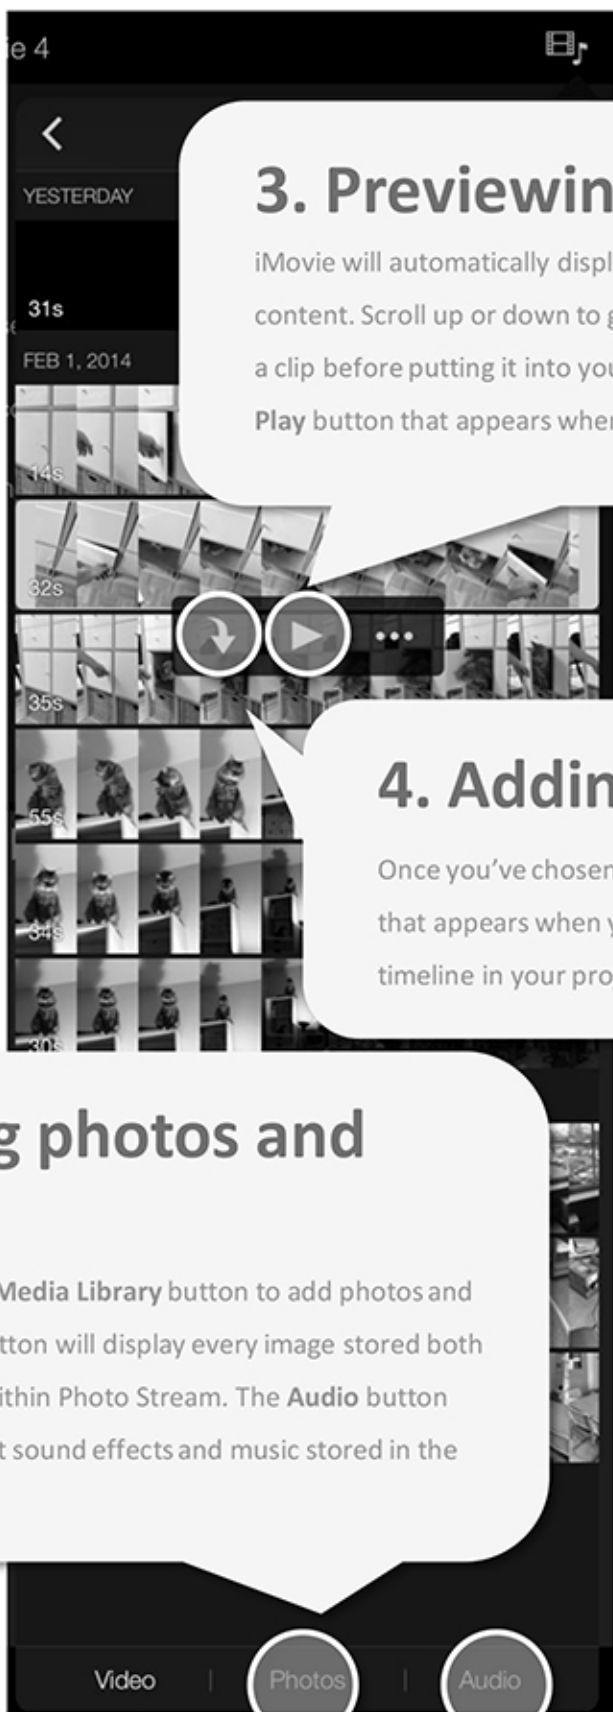 ie 4
YESTERDAY
3. Previewin
iMovie will automatically displ
31s
content. Scroll up or down to g
FEB 1, 2014
a clip before putting it into you
Play button that appears when
14s
32s
35s
4. Addin
55s
Once you've chosen
34s
that appears when y
timeline in your pro
30s
g photos and
Media Library button to add photos and
tton will display every image stored both
ithin Photo Stream. The Audio button
t sound effects and music stored in the
Video | Photos | Audio